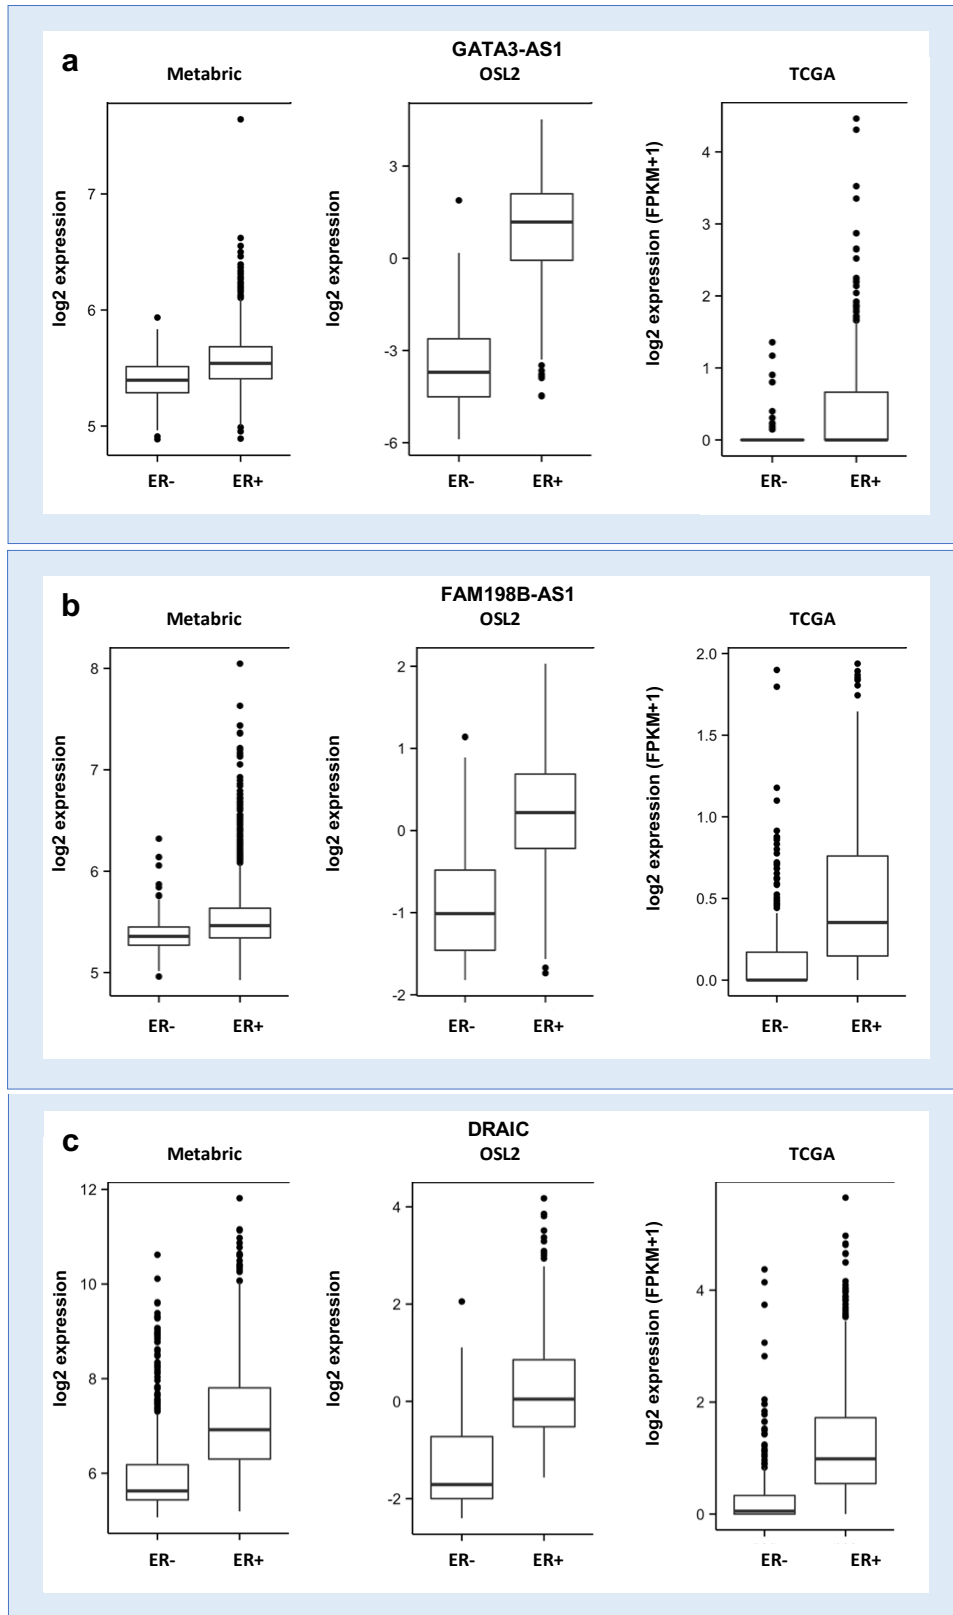 a
GATA3-AS1
Metabric
OSL2
TCGA
log2 expression
7
6
5
ER-
ER+
log2 expression
3
0
-3
-6
ER-
ER+
log2 expression (FPKM+1)
4
3
2
1
0
ER-
ER+
b
FAM198B-AS1
Metabric
OSL2
TCGA
log2 expression
8
7
6
5
ER-
ER+
log2 expression
2
1
0
-1
-2
ER-
ER+
log2 expression (FPKM+1)
2.0
1.5
1.0
0.5
0.0
ER-
ER+
c
DRAIC
Metabric
OSL2
TCGA
log2 expression
12
10
8
6
ER-
ER+
log2 expression
4
2
0
-2
ER-
ER+
log2 expression (FPKM+1)
4
2
0
ER-
ER+